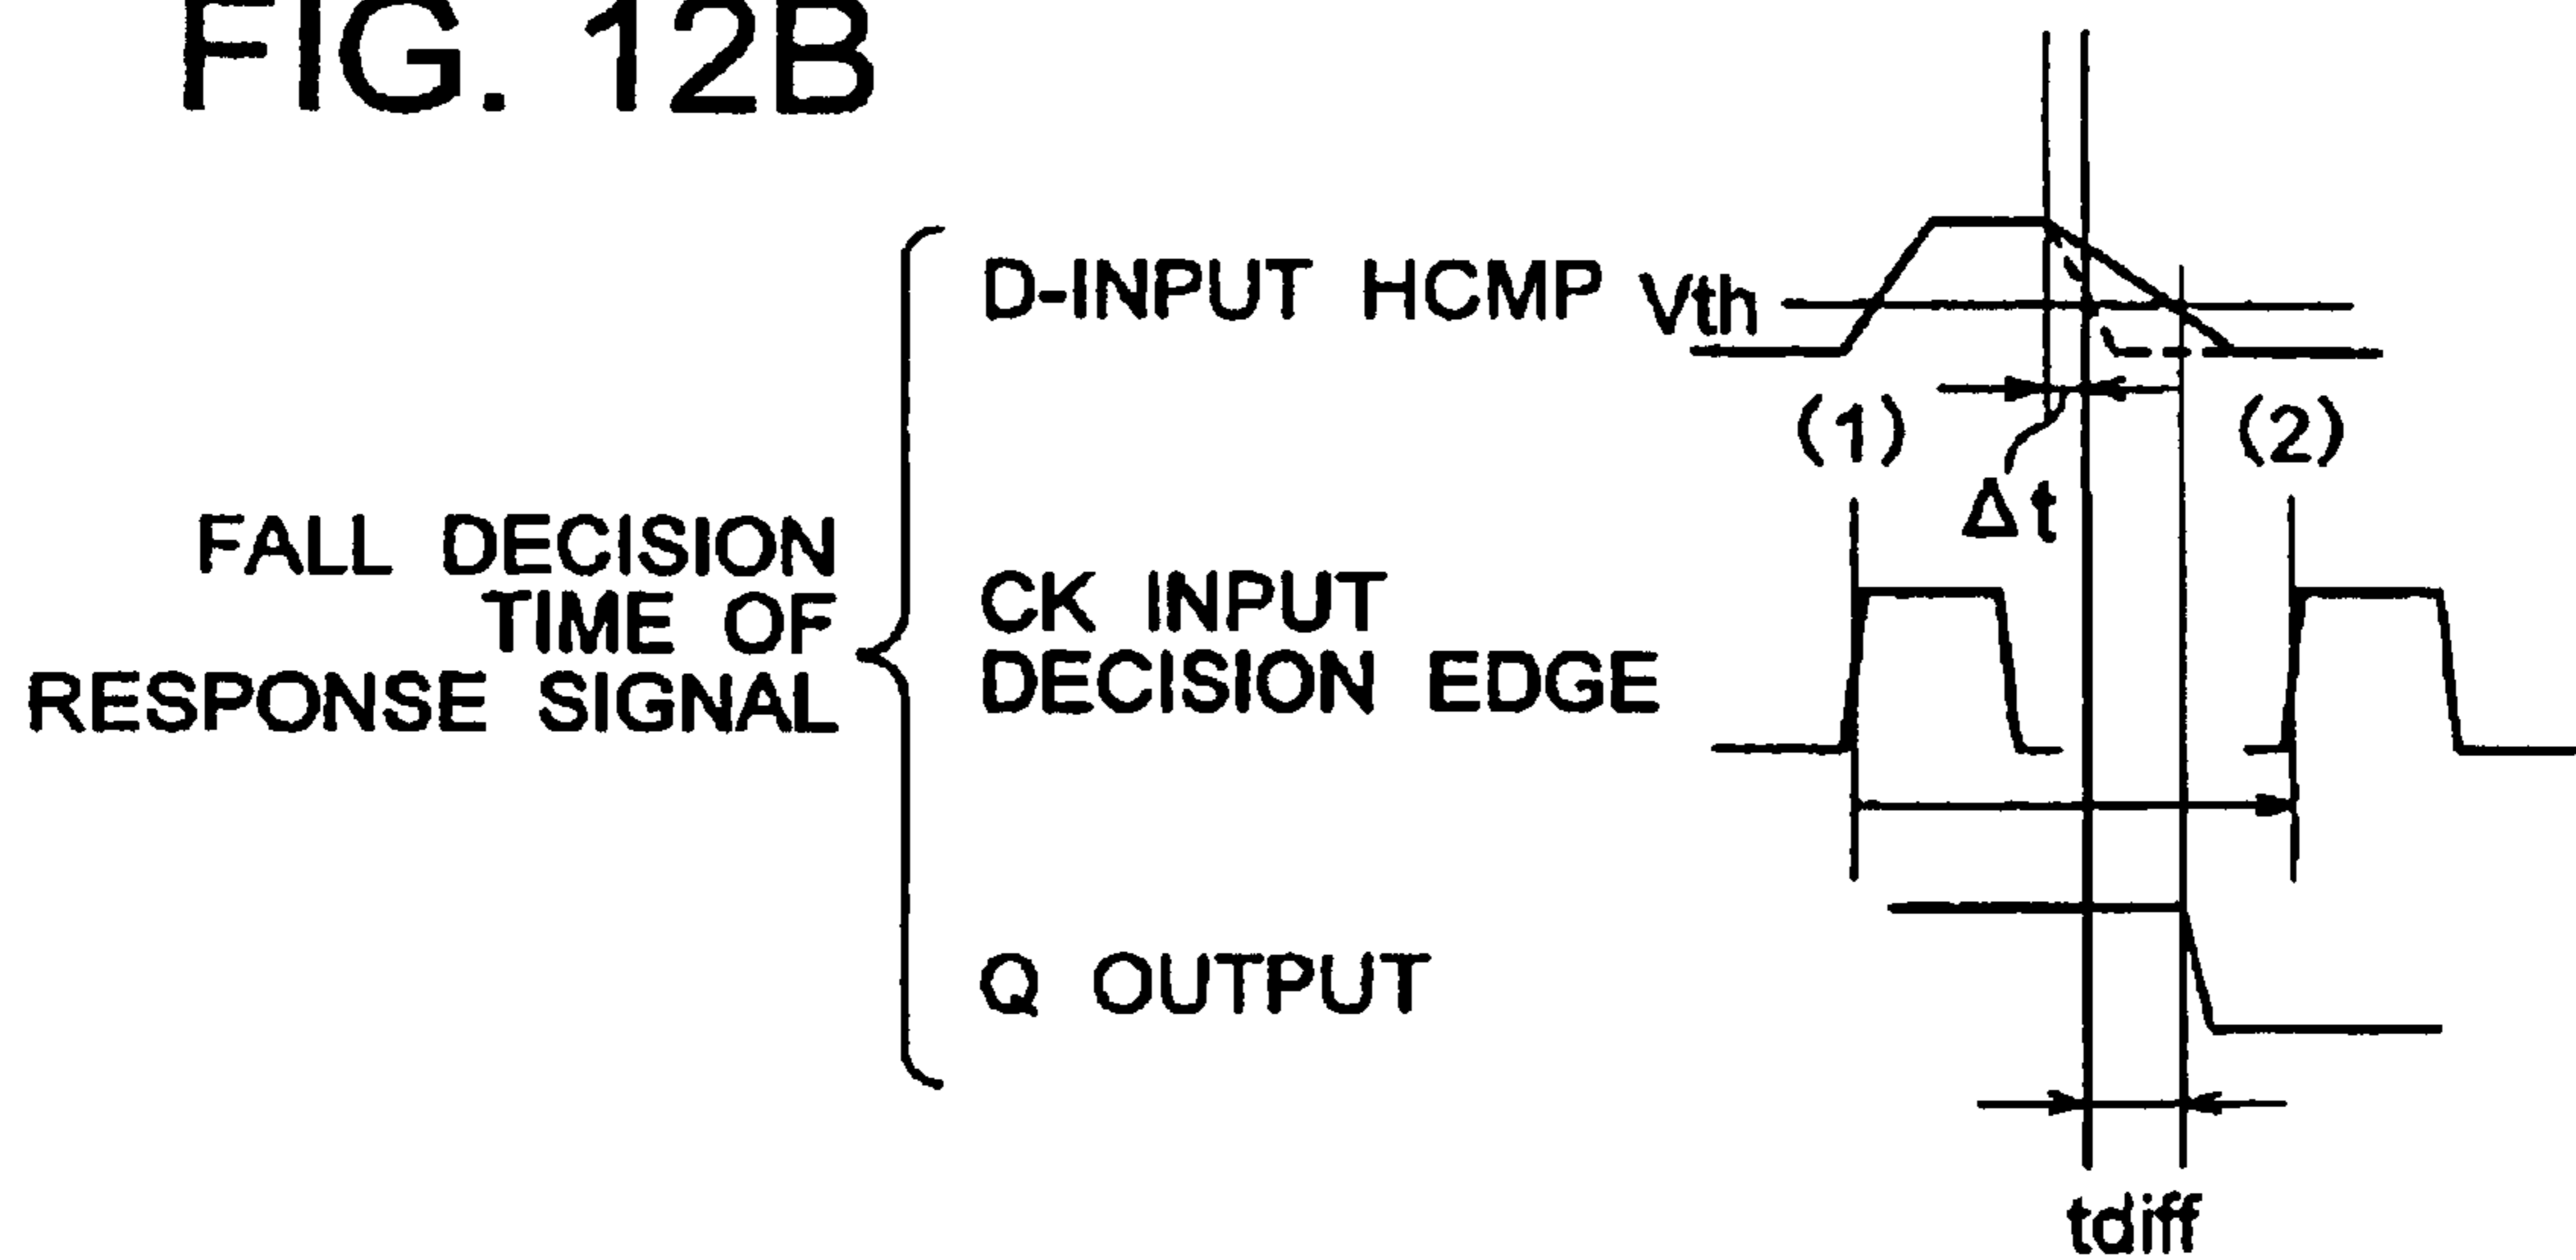 FIG. 12B
D-INPUT HCMP
Vth
(1)
(2)
Δt
FALL DECISION
TIME OF
RESPONSE SIGNAL
CK INPUT
DECISION EDGE
Q OUTPUT
tdiff